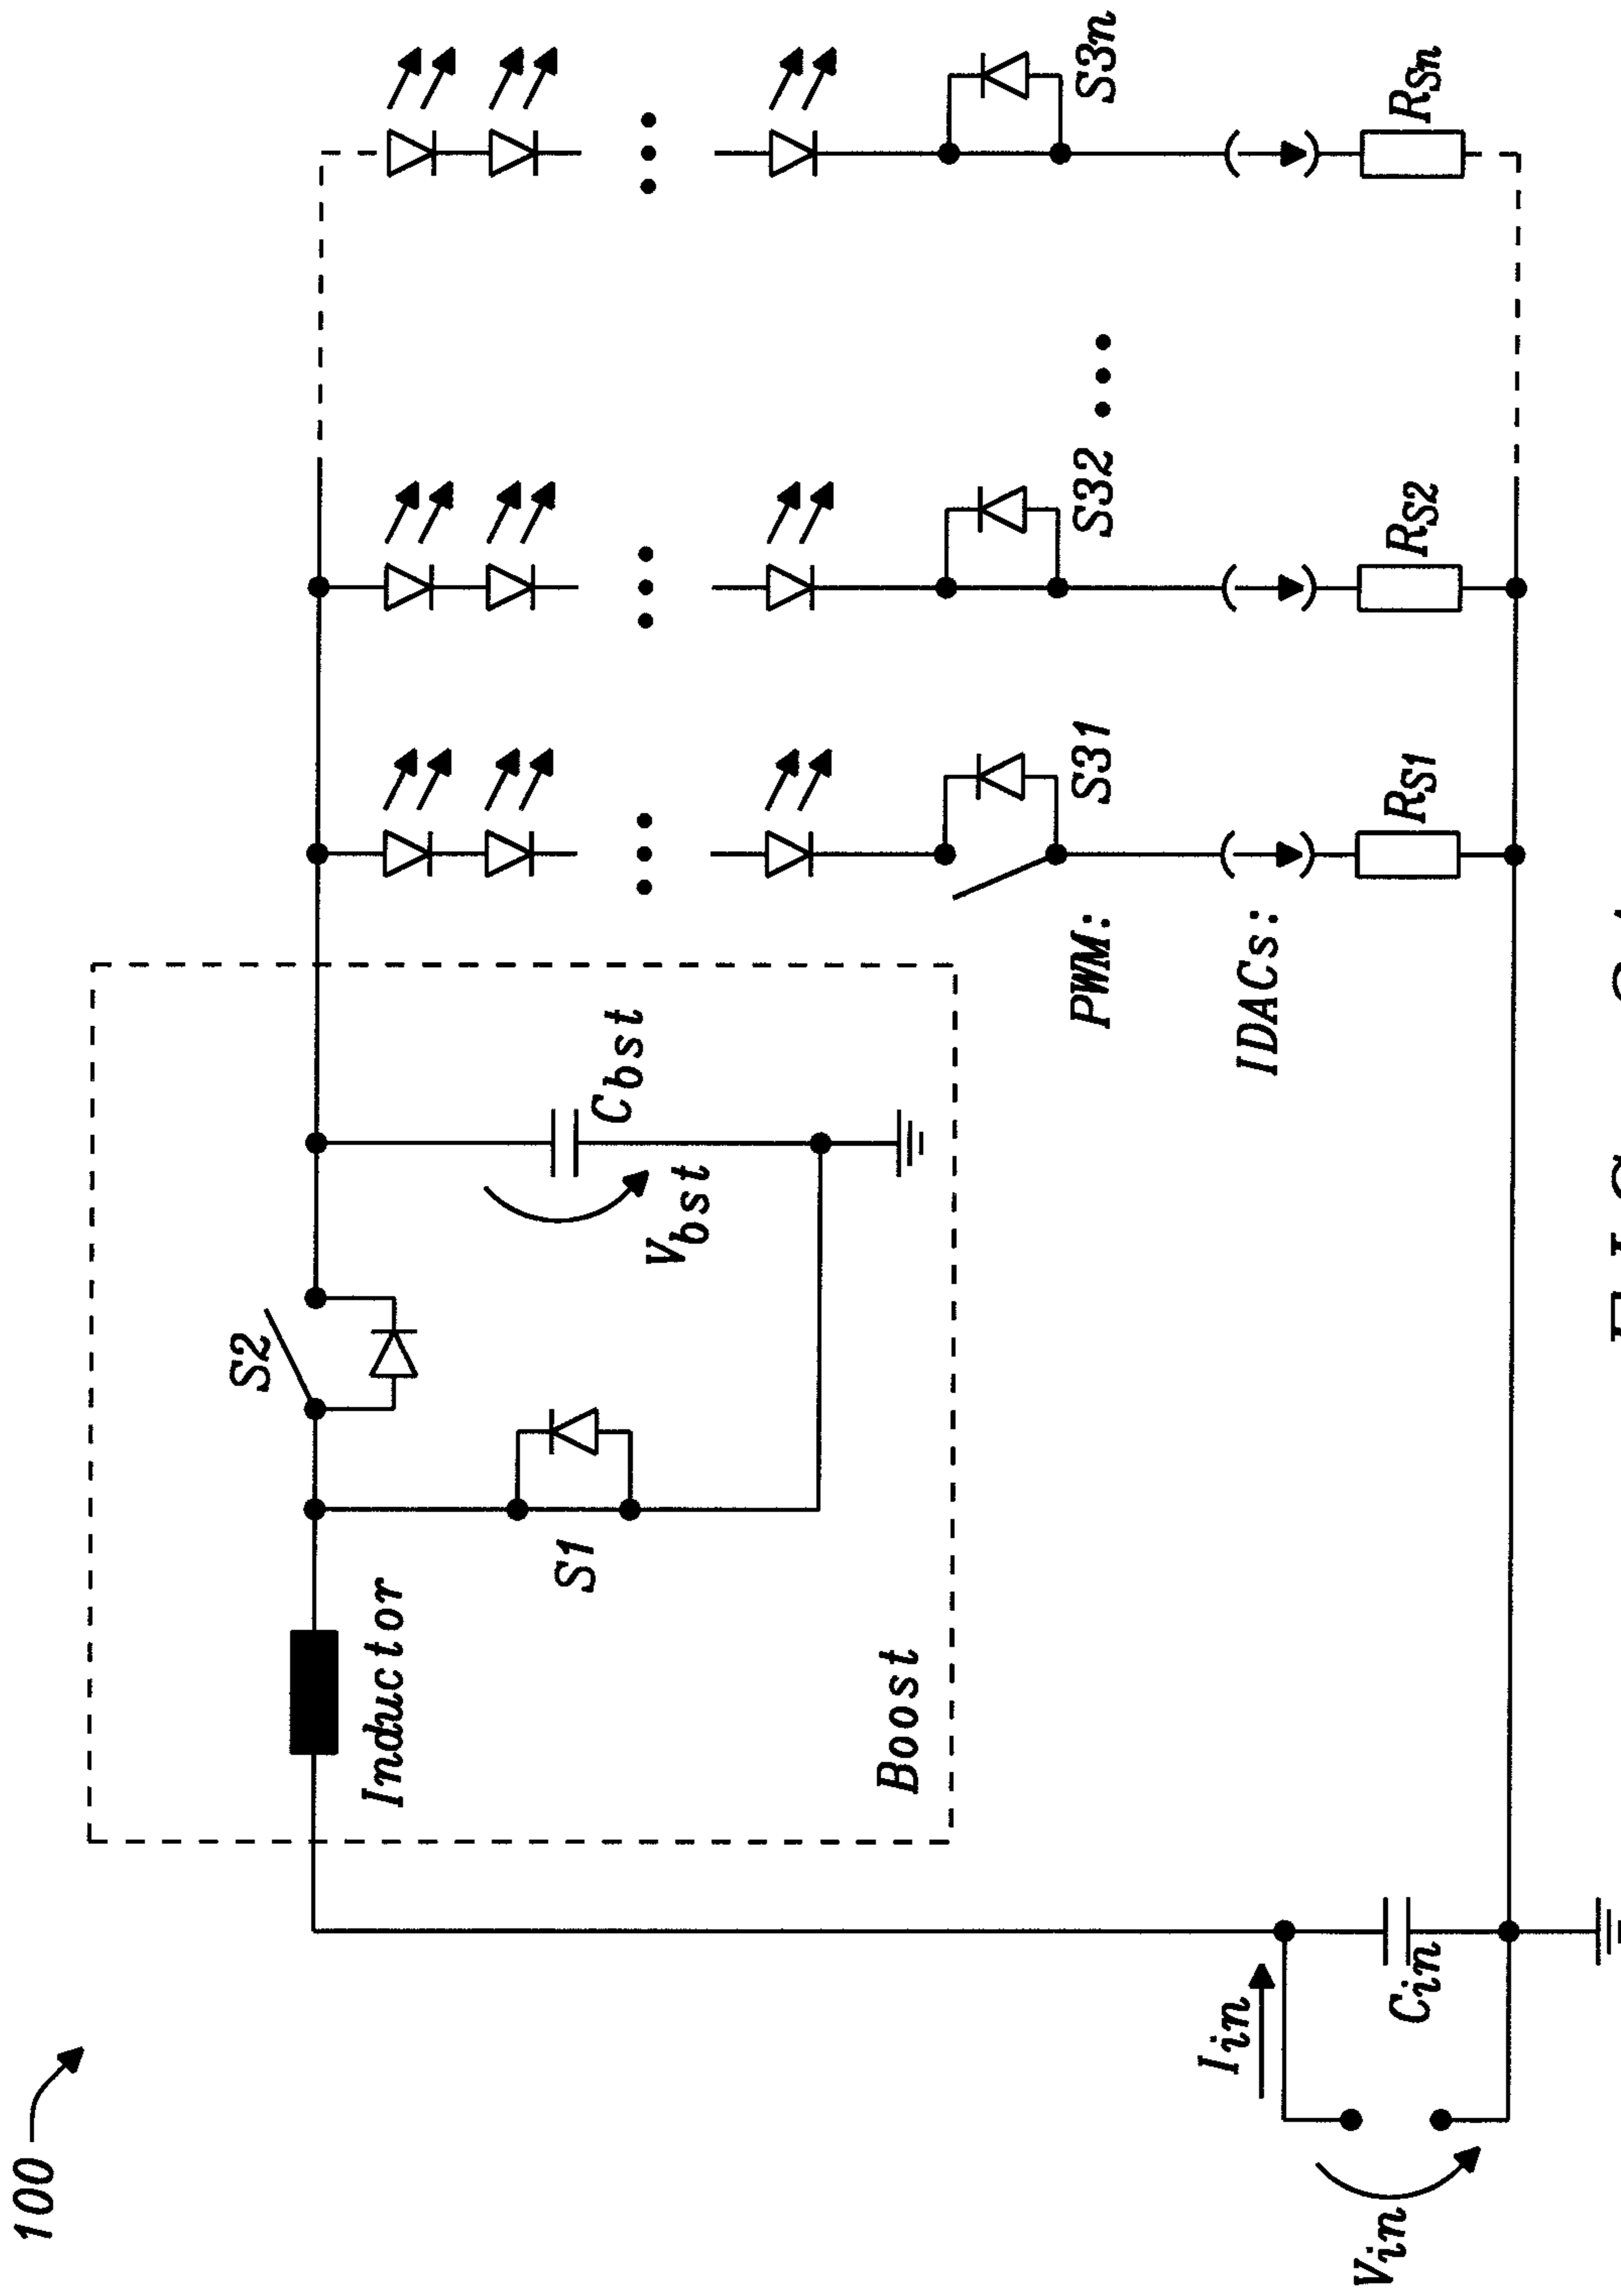 100
S2
Inductor
S1
Vbst
Cbst
Boost
PWM:
S31
S32
S3n
IDACs:
Iin
Vin
Cin
RS1
RS2
RSn